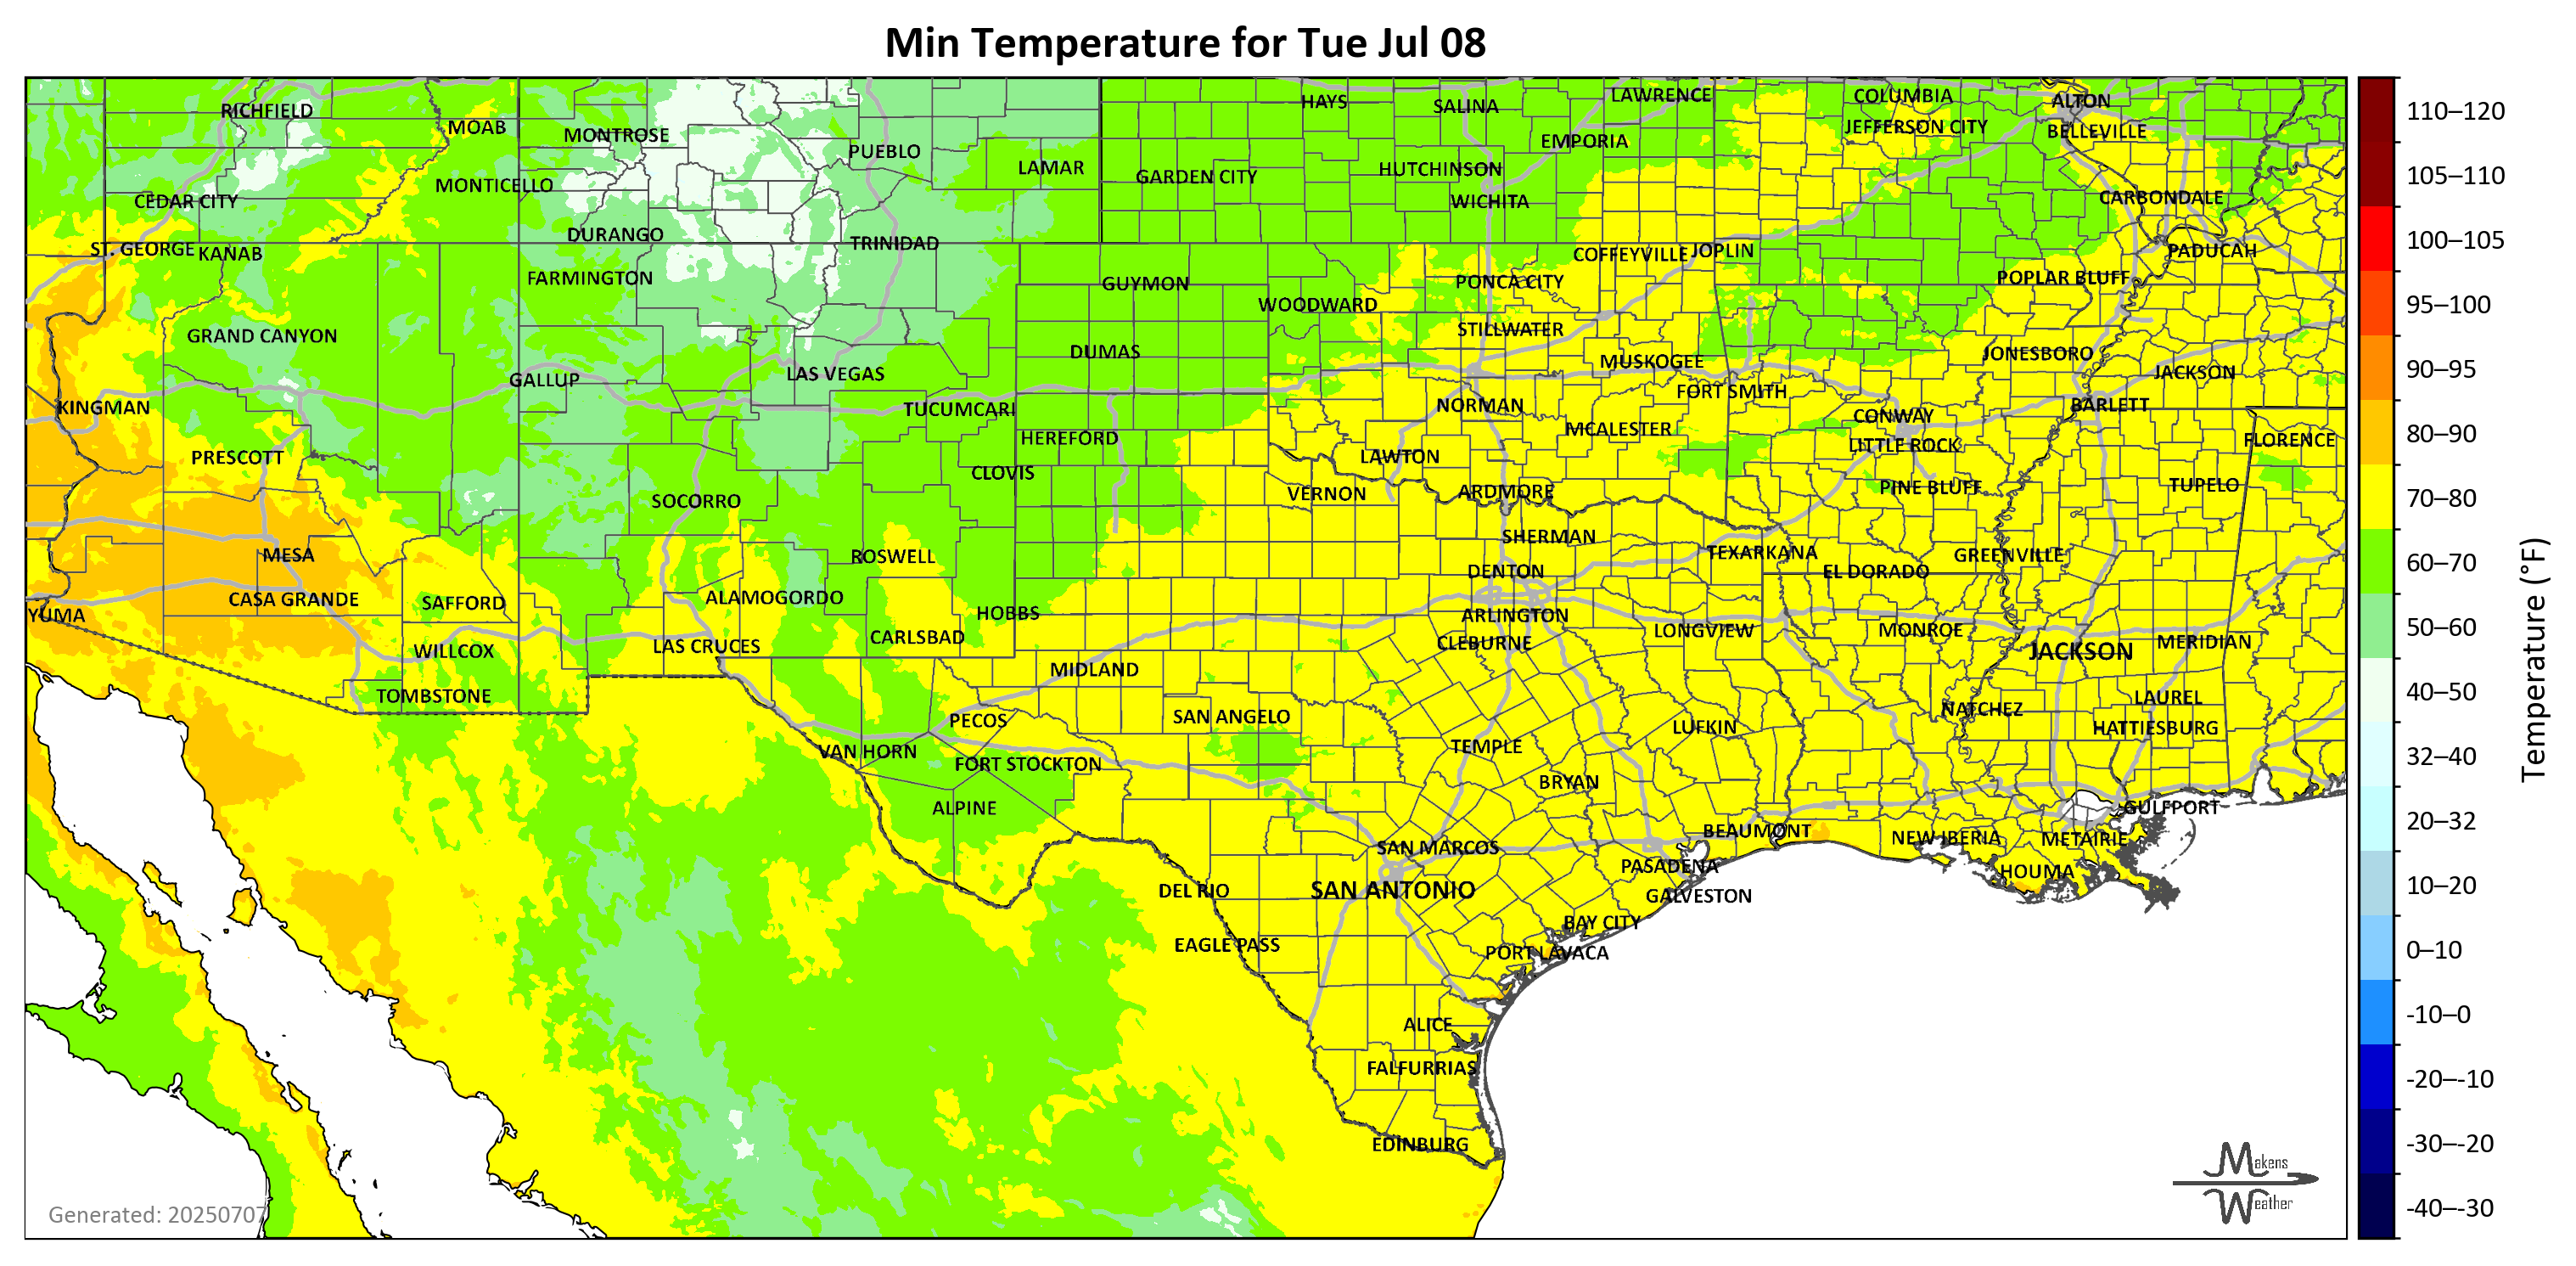 Min Temperature for Tue Jul 08
RICHFIELD
MOAB
MONTROSE
PUEBLO
LAMAR
HAYS
SALINA
LAWRENCE
COLUMBIA
ALTON
JEFFERSON CITY
BELLEVILLE
EMPORIA
GARDEN CITY
HUTCHINSON
MONTICELLO
CEDAR CITY
WICHITA
CARBONDALE
DURANGO
TRINIDAD
ST. GEORGE
KANAB
COFFEYVILLE
JOPLIN
PADUCAH
FARMINGTON
GUYMON
PONCA CITY
POPLAR BLUFF
WOODWARD
GRAND CANYON
STILLWATER
DUMAS
MUSKOGEE
JONESBORO
GALLUP
LAS VEGAS
JACKSON
FORT SMITH
KINGMAN
TUCUMCARI
NORMAN
CONWAY
BARLETT
HEREFORD
MCALESTER
LITTLE ROCK
FLORENCE
PRESCOTT
CLOVIS
LAWTON
SOCORRO
VERNON
ARDMORE
PINE BLUFF
TUPELO
MESA
ROSWELL
SHERMAN
TEXARKANA
GREENVILLE
CASA GRANDE
SAFFORD
ALAMOGORDO
DENTON
EL DORADO
YUMA
HOBBS
ARLINGTON
WILLCOX
LAS CRUCES
CARLSBAD
CLEBURNE
LONGVIEW
MONROE
JACKSON
MERIDIAN
TOMBSTONE
MIDLAND
LAUREL
PECOS
SAN ANGELO
NATCHEZ
HATTIESBURG
VAN HORN
FORT STOCKTON
TEMPLE
LUFKIN
ALPINE
BRYAN
GULFPORT
BEAUMONT
NEW IBERIA
METAIRIE
SAN MARCOS
PASADENA
HOUMA
DEL RIO
SAN ANTONIO
GALVESTON
EAGLE PASS
BAY CITY
PORT LAVACA
ALICE
FALFURRIAS
EDINBURG
Generated: 20250707
Makens
Weather
110–120
105–110
100–105
95–100
90–95
80–90
70–80
60–70
50–60
40–50
32–40
20–32
10–20
0–10
-10–0
-20–-10
-30–-20
-40–-30
Temperature (°F)